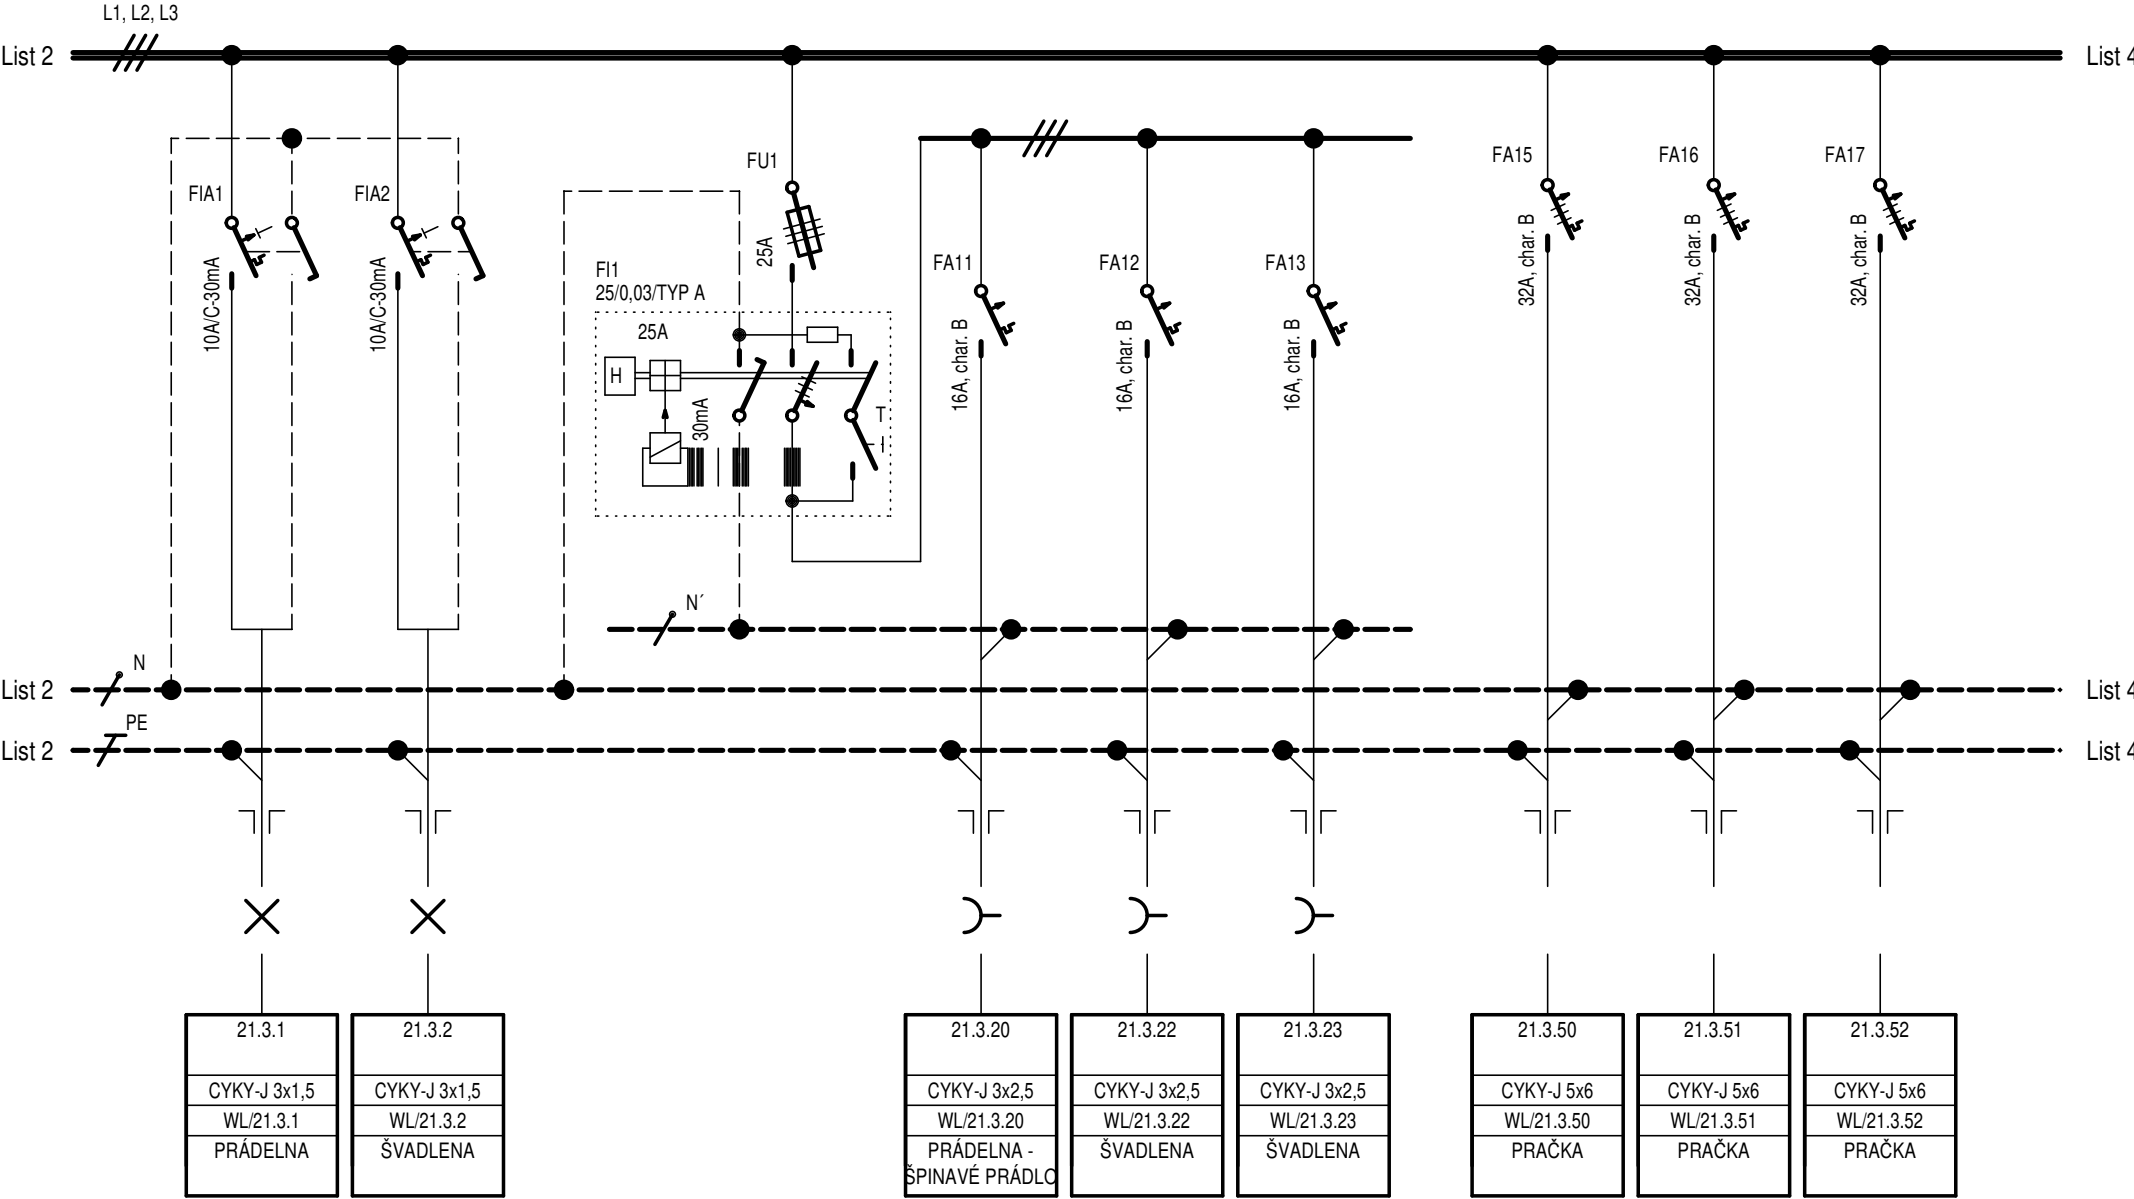 L1, L2, L3
List 2
List 4
FIA1
10A/C-30mA
FIA2
10A/C-30mA
FU1
25A
FI1
25/0,03/TYP A
25A
H
30mA
T
FA11
16A, char. B
FA12
16A, char. B
FA13
16A, char. B
FA15
32A, char. B
FA16
32A, char. B
FA17
32A, char. B
N´
N
List 2
List 4
PE
List 2
List 4
21.3.1
CYKY-J 3x1,5
WL/21.3.1
PRÁDELNA
21.3.2
CYKY-J 3x1,5
WL/21.3.2
ŠVADLENA
21.3.20
CYKY-J 3x2,5
WL/21.3.20
PRÁDELNA -
ŠPINAVÉ PRÁDLO
21.3.22
CYKY-J 3x2,5
WL/21.3.22
ŠVADLENA
21.3.23
CYKY-J 3x2,5
WL/21.3.23
ŠVADLENA
21.3.50
CYKY-J 5x6
WL/21.3.50
PRAČKA
21.3.51
CYKY-J 5x6
WL/21.3.51
PRAČKA
21.3.52
CYKY-J 5x6
WL/21.3.52
PRAČKA